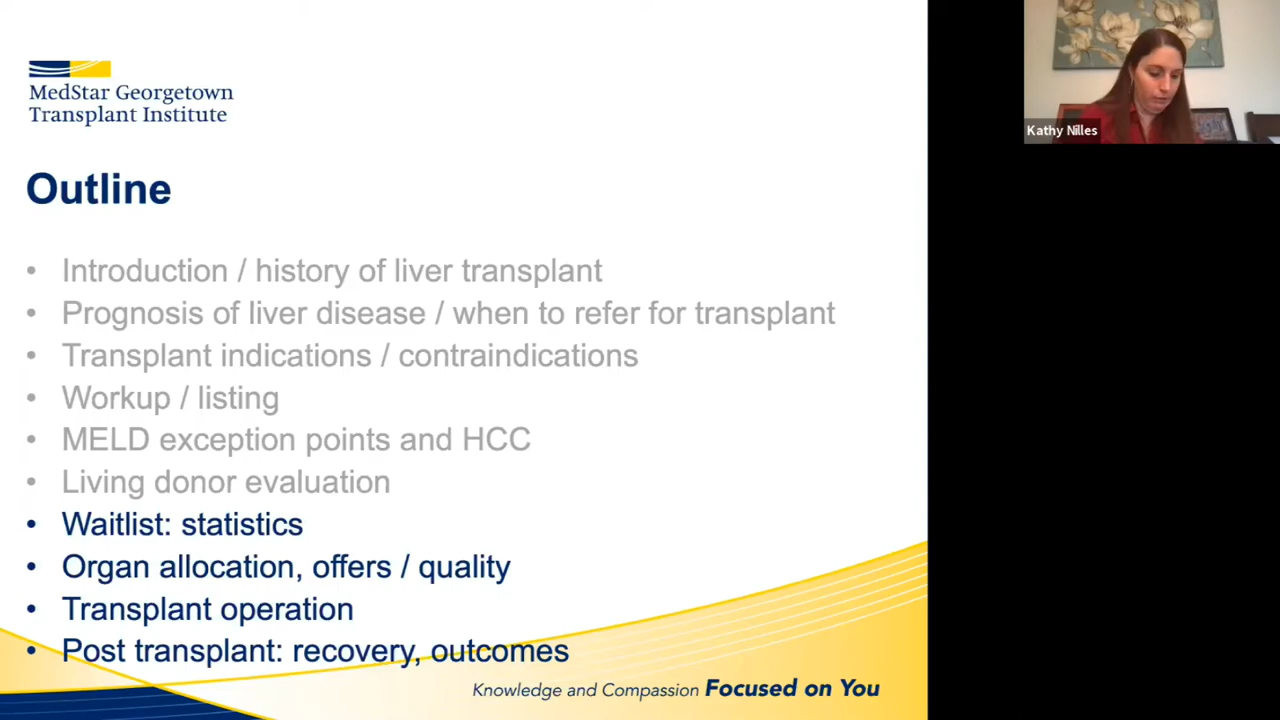 MedStar Georgetown
Transplant Institute
Kathy Nilles
Outline
• Introduction / history of liver transplant
• Prognosis of liver disease / when to refer for transplant
• Transplant indications / contraindications
• Workup / listing
• MELD exception points and HCC
• Living donor evaluation
• Waitlist: statistics
• Organ allocation, offers / quality
• Transplant operation
• Post transplant: recovery, outcomes
Knowledge and Compassion Focused on You